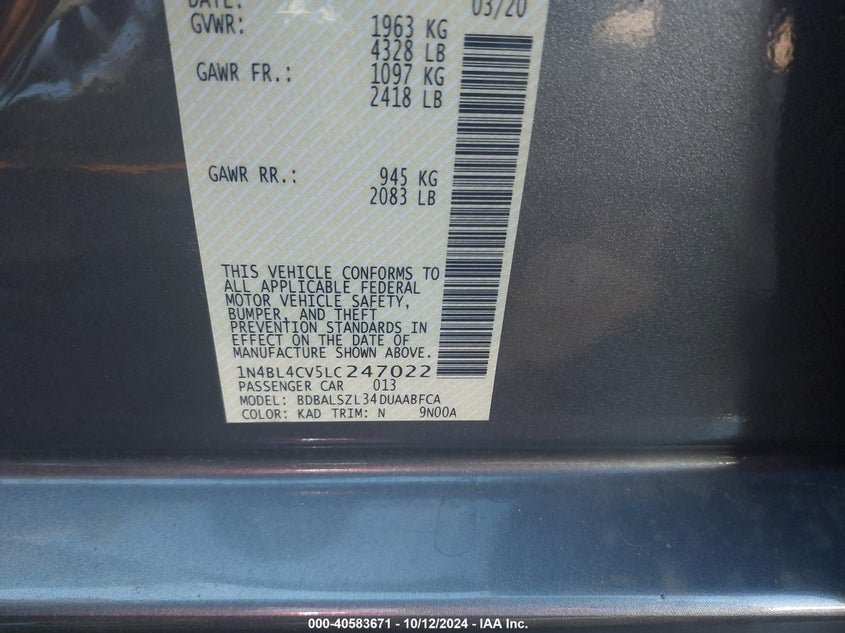 DATE: 03/20
GVWR: 1963 KG
4328 LB
GAWR FR.: 1097 KG
2418 LB
GAWR RR.: 945 KG
2083 LB
THIS VEHICLE CONFORMS TO
ALL APPLICABLE FEDERAL
MOTOR VEHICLE SAFETY,
BUMPER, AND THEFT
PREVENTION STANDARDS IN
EFFECT ON THE DATE OF
MANUFACTURE SHOWN ABOVE.
1N4BL4CV5LC247022
PASSENGER CAR 013
MODEL: BDBALSZL34DUAABFCA
COLOR: KAD TRIM: N 9N00A
000-40583671 - 10/12/2024 - IAA Inc.